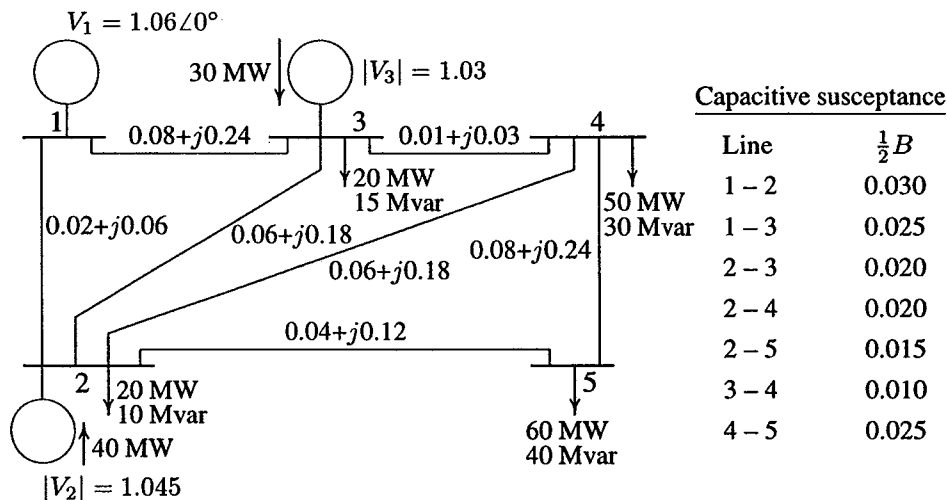 V₁ = 1.06∠0°
30 MW
|V₃| = 1.03
1
0.08+j0.24
3
0.01+j0.03
4
20 MW
15 Mvar
50 MW
30 Mvar
0.02+j0.06
0.06+j0.18
0.06+j0.18
0.08+j0.24
0.04+j0.12
2
20 MW
10 Mvar
5
60 MW
40 Mvar
40 MW
|V₂| = 1.045
Capacitive susceptance
Line ½B
1 – 2 0.030
1 – 3 0.025
2 – 3 0.020
2 – 4 0.020
2 – 5 0.015
3 – 4 0.010
4 – 5 0.025